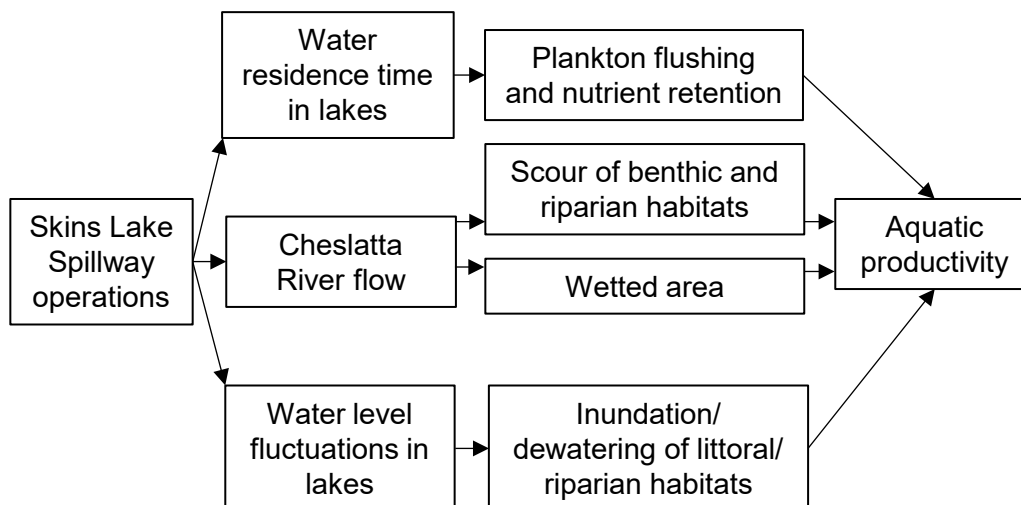 Water
residence time
in lakes
Plankton flushing
and nutrient retention
Scour of benthic and
riparian habitats
Skins Lake
Spillway
operations
Cheslatta
River flow
Wetted area
Aquatic
productivity
Water level
fluctuations in
lakes
Inundation/
dewatering of littoral/
riparian habitats